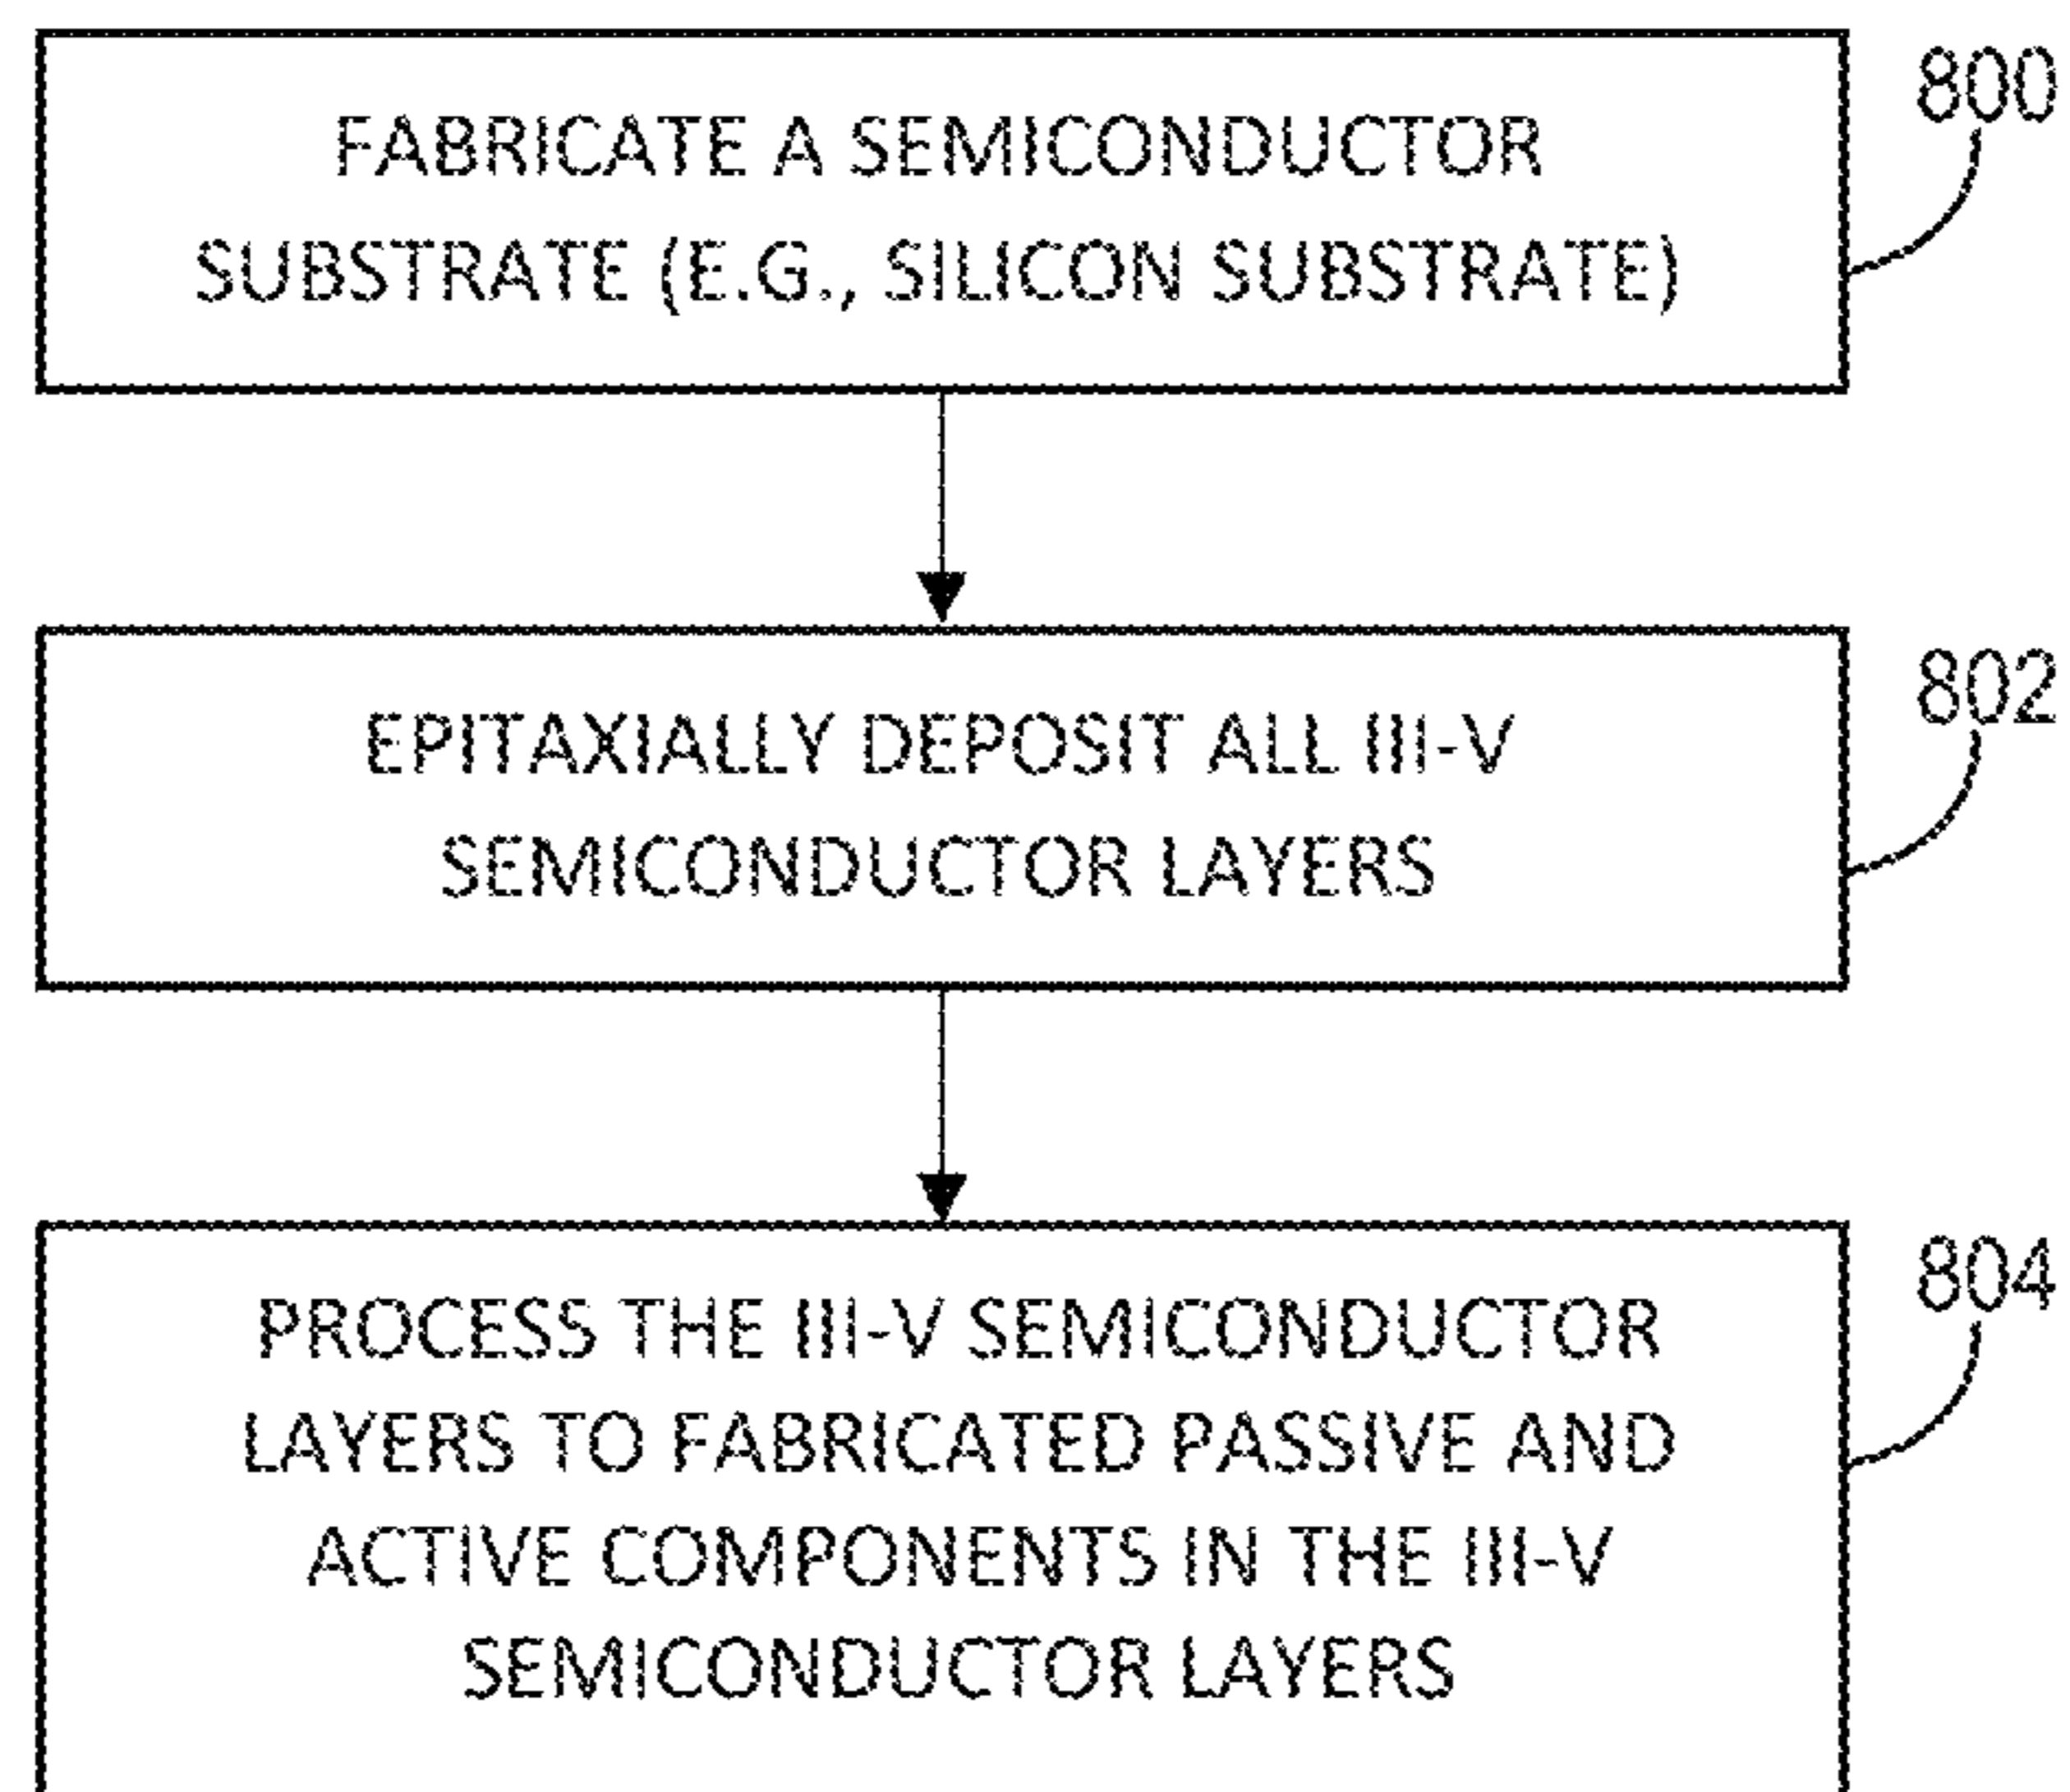 800
FABRICATE A SEMICONDUCTOR
SUBSTRATE (E.G., SILICON SUBSTRATE)
802
EPITAXIALLY DEPOSIT ALL III-V
SEMICONDUCTOR LAYERS
804
PROCESS THE III-V SEMICONDUCTOR
LAYERS TO FABRICATED PASSIVE AND
ACTIVE COMPONENTS IN THE III-V
SEMICONDUCTOR LAYERS